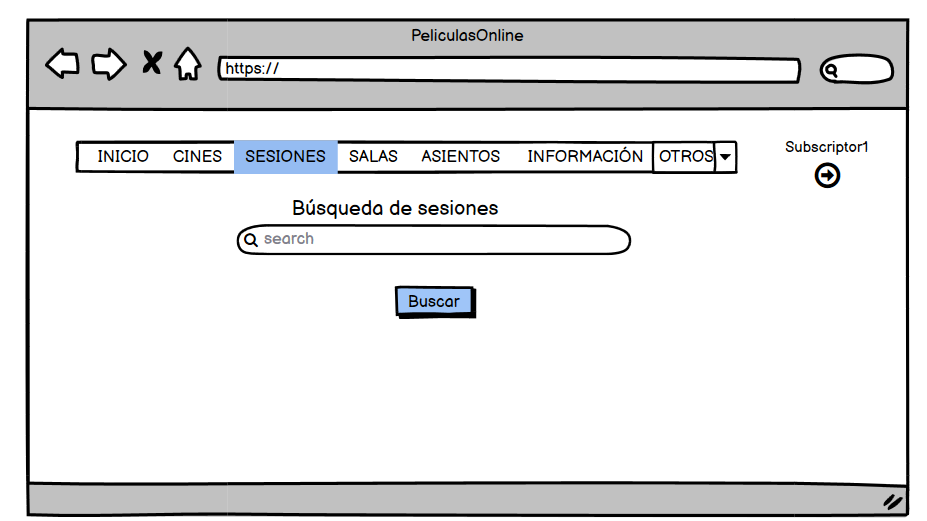 PeliculasOnline
https://
INICIO CINES SESIONES SALAS ASIENTOS INFORMACIÓN OTROS
Subscriptor1
Búsqueda de sesiones
search
Buscar